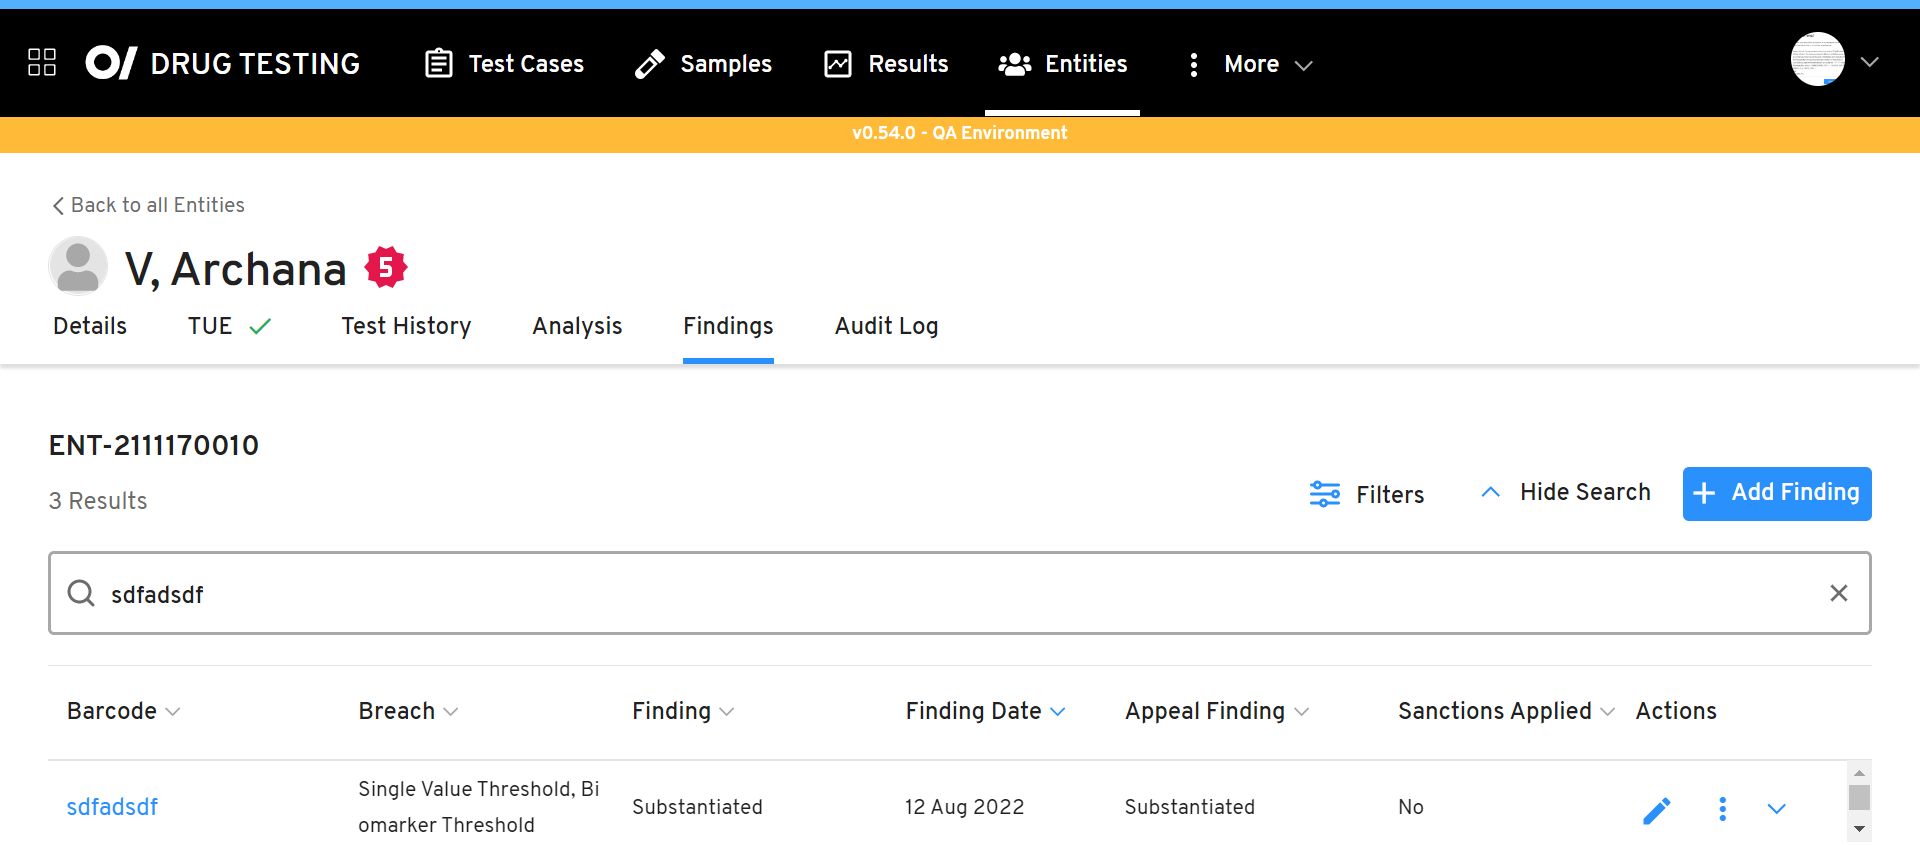 DRUG TESTING
Test Cases
Samples
Results
Entities
More
v0.54.0 - QA Environment
Back to all Entities
V, Archana
5
Details
TUE
Test History
Analysis
Findings
Audit Log
ENT-2111170010
3 Results
Filters
Hide Search
Add Finding
sdfadsdf
Barcode
Breach
Finding
Finding Date
Appeal Finding
Sanctions Applied
Actions
sdfadsdf
Single Value Threshold, Bi
omarker Threshold
Substantiated
12 Aug 2022
Substantiated
No